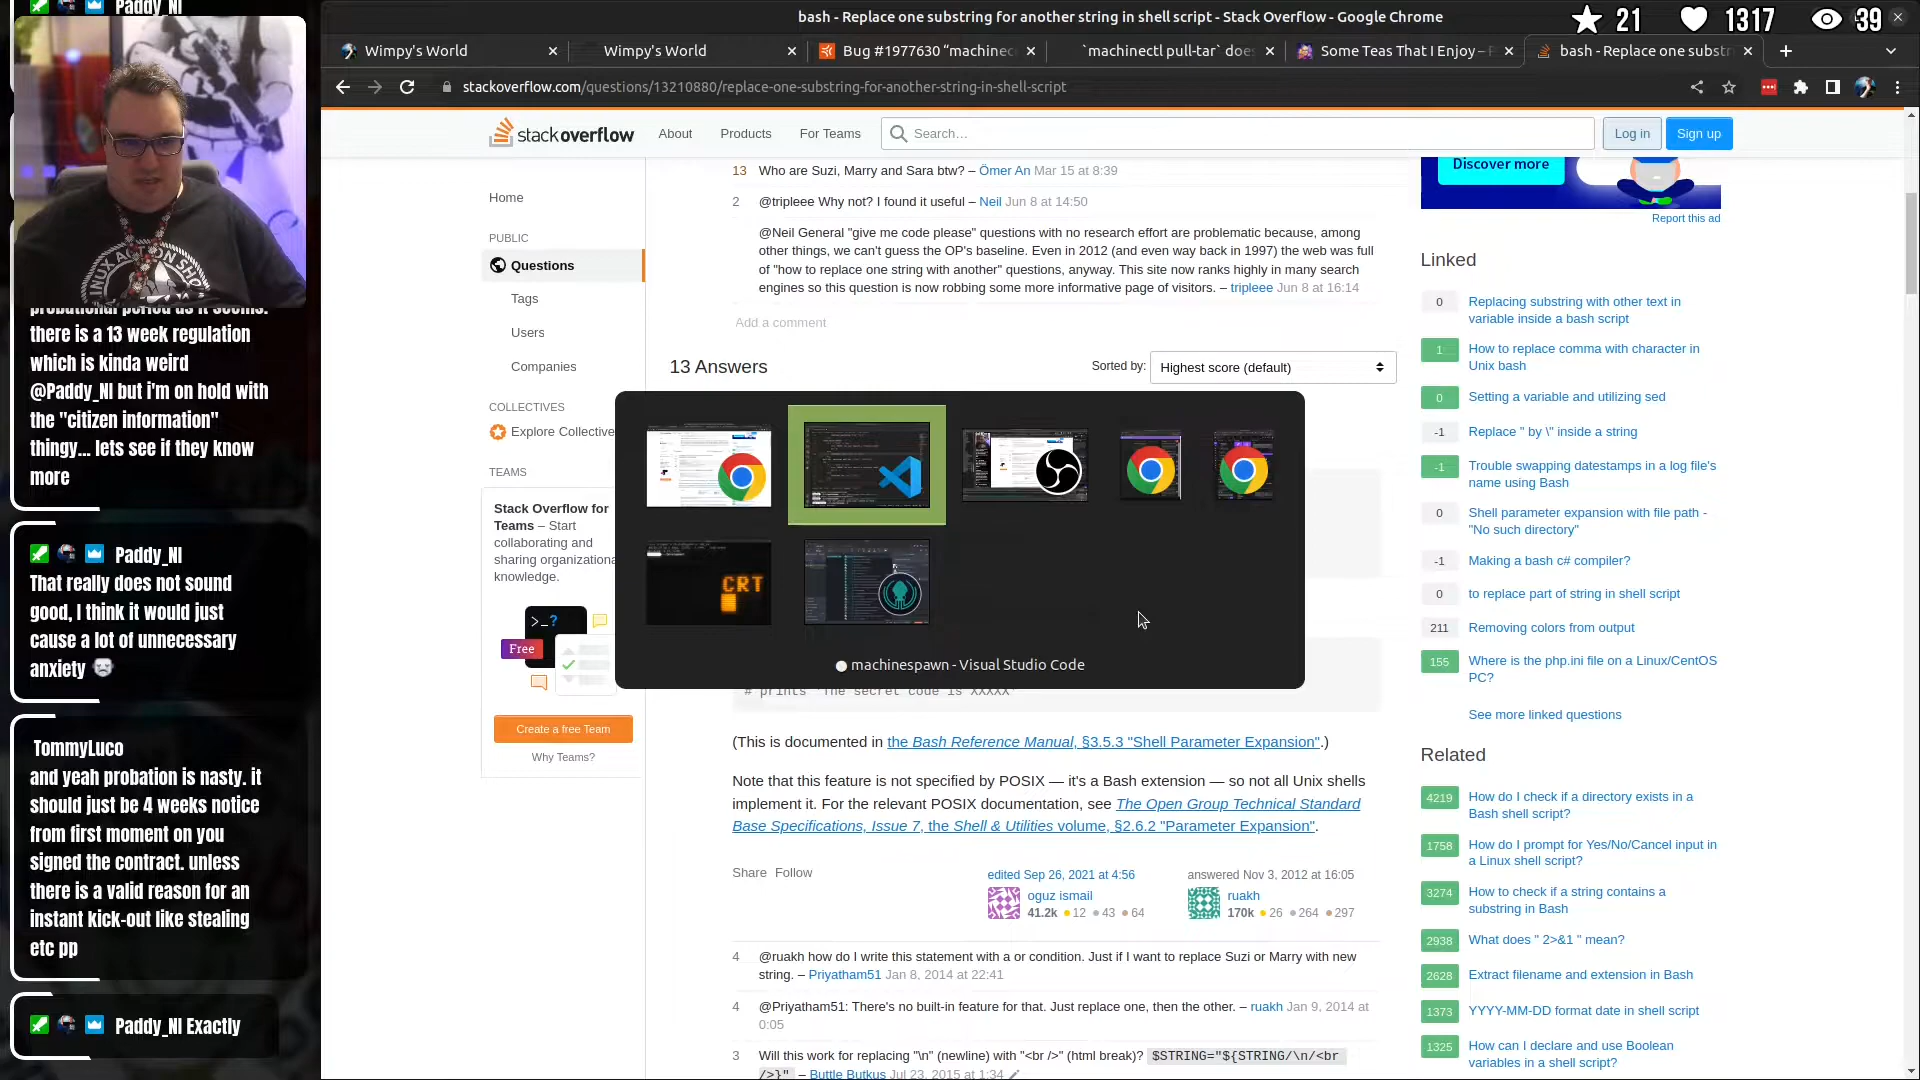 Paddy_NI
bash - Replace one substring for another string in shell script - Stack Overflow - Google Chrome
21
1317
39
Wimpy's World
Wimpy's World
Bug #1977630 “machinec
`machinectl pull-tar` does
Some Teas That I Enjoy –
bash - Replace one substr
stackoverflow.com/questions/13210880/replace-one-substring-for-another-string-in-shell-script
stackoverflow
About
Products
For Teams
Search…
Log in
Sign up
Home
PUBLIC
Questions
Tags
Users
Companies
COLLECTIVES
Explore Collective
TEAMS
Stack Overflow for
Teams – Start
collaborating and
sharing organizationa
knowledge.
>_?
Free
Create a free Team
Why Teams?
13 Who are Suzi, Marry and Sara btw? – Ömer An Mar 15 at 8:39
2 @tripleee Why not? I found it useful – Neil Jun 8 at 14:50
@Neil General "give me code please" questions with no research effort are problematic because, among
other things, we can't guess the OP's baseline. Even in 2012 (and even way back in 1997) the web was full
of "how to replace one string with another" questions, anyway. This site now ranks highly in many search
engines so this question is now robbing some more informative page of visitors. – tripleee Jun 8 at 16:14
Add a comment
13 Answers
Sorted by:
Highest score (default)
CRT
machinespawn - Visual Studio Code
# prints 'The secret code is XXXXX'
(This is documented in the Bash Reference Manual, §3.5.3 "Shell Parameter Expansion".)
Note that this feature is not specified by POSIX — it's a Bash extension — so not all Unix shells
implement it. For the relevant POSIX documentation, see The Open Group Technical Standard
Base Specifications, Issue 7, the Shell & Utilities volume, §2.6.2 "Parameter Expansion".
Share Follow
edited Sep 26, 2021 at 4:56
oguz ismail
41.2k 12 43 64
answered Nov 3, 2012 at 16:05
ruakh
170k 26 264 297
4 @ruakh how do I write this statement with a or condition. Just if I want to replace Suzi or Marry with new
string. – Priyatham51 Jan 8, 2014 at 22:41
4 @Priyatham51: There's no built-in feature for that. Just replace one, then the other. – ruakh Jan 9, 2014 at
0:05
3 Will this work for replacing "\n" (newline) with "<br />" (html break)? $STRING="${STRING/\n/<br
/>}" – Buttle Butkus Jul 23, 2015 at 1:34
Discover more
Report this ad
Linked
0 Replacing substring with other text in
variable inside a bash script
1 How to replace comma with character in
Unix bash
0 Setting a variable and utilizing sed
-1 Replace " by \" inside a string
-1 Trouble swapping datestamps in a log file's
name using Bash
0 Shell parameter expansion with file path -
"No such directory"
-1 Making a bash c# compiler?
0 to replace part of string in shell script
211 Removing colors from output
155 Where is the php.ini file on a Linux/CentOS
PC?
See more linked questions
Related
4219 How do I check if a directory exists in a
Bash shell script?
1758 How do I prompt for Yes/No/Cancel input in
a Linux shell script?
3274 How to check if a string contains a
substring in Bash
2938 What does " 2>&1 " mean?
2628 Extract filename and extension in Bash
1373 YYYY-MM-DD format date in shell script
1325 How can I declare and use Boolean
variables in a shell script?
LINUX ACTION SHOW
probational period as it seems.
there is a 13 week regulation
which is kinda weird
@Paddy_NI but i'm on hold with
the "citizen information"
thingy... lets see if they know
more
Paddy_NI
That really does not sound
good, I think it would just
cause a lot of unnecessary
anxiety
TommyLuco
and yeah probation is nasty. it
should just be 4 weeks notice
from first moment on you
signed the contract. unless
there is a valid reason for an
instant kick-out like stealing
etc pp
Paddy_NI Exactly